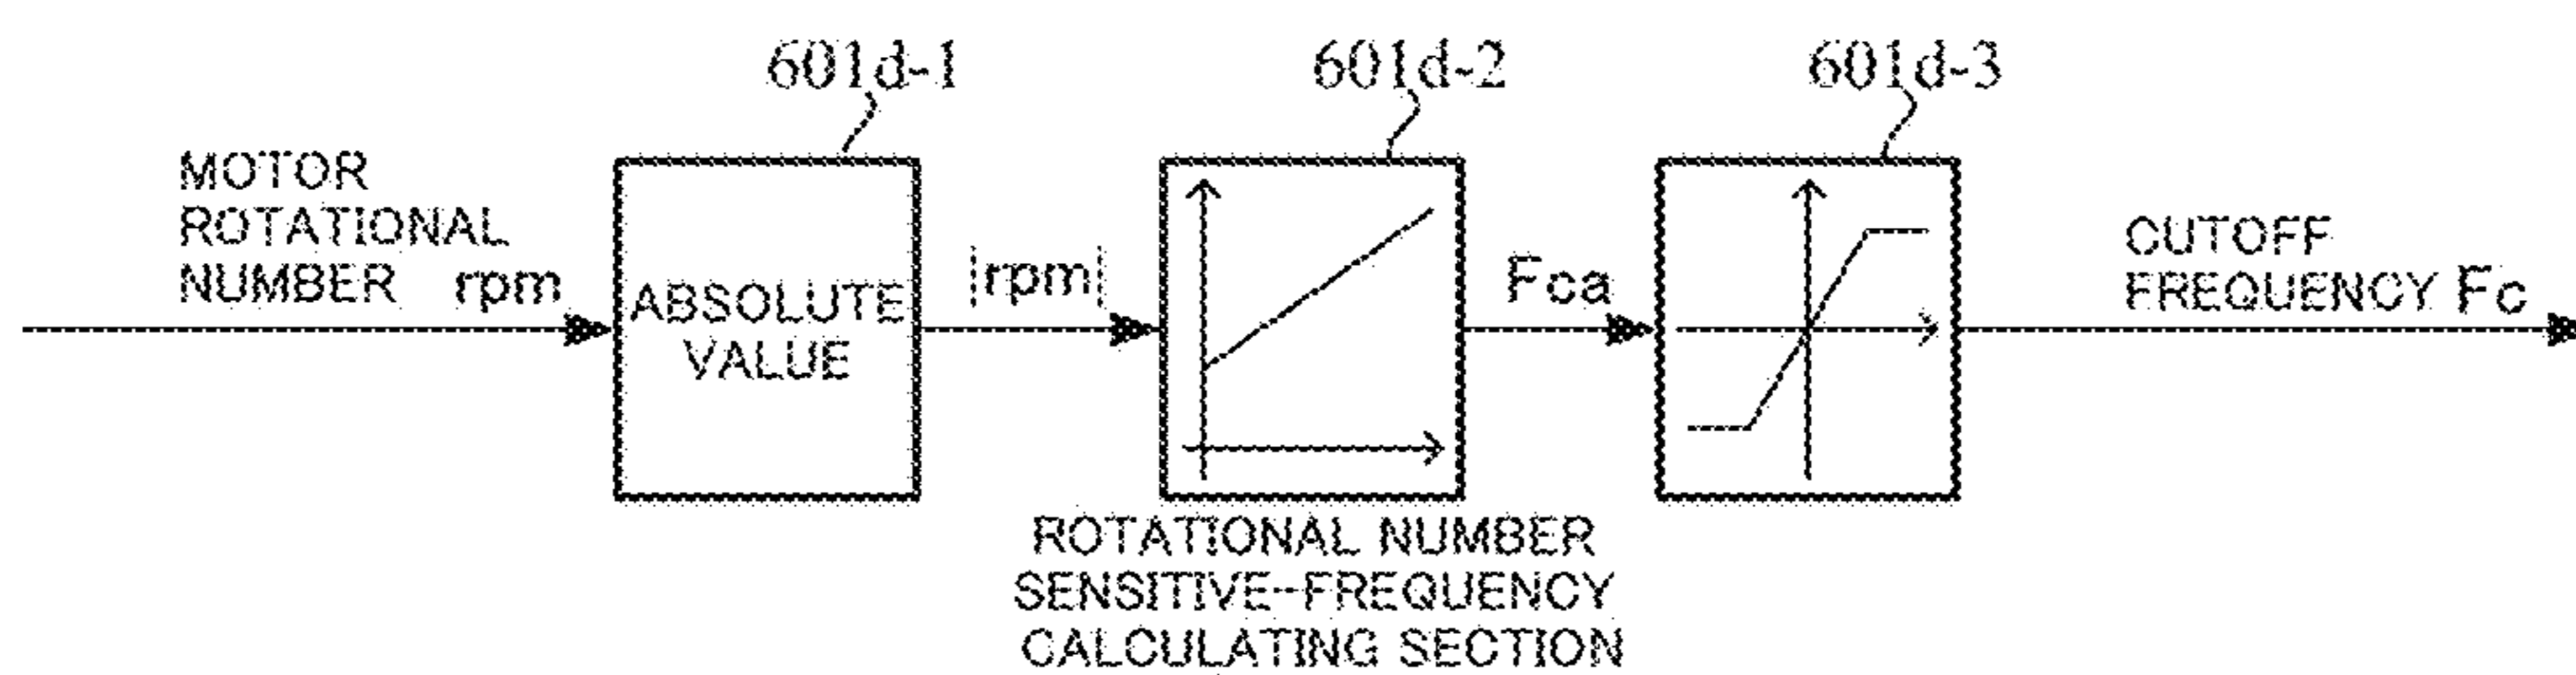 601d-1
601d-2
601d-3
MOTOR
ROTATIONAL
NUMBER rpm
ABSOLUTE
VALUE
|rpm|
Fca
CUTOFF
FREQUENCY Fc
ROTATIONAL NUMBER
SENSITIVE-FREQUENCY
CALCULATING SECTION